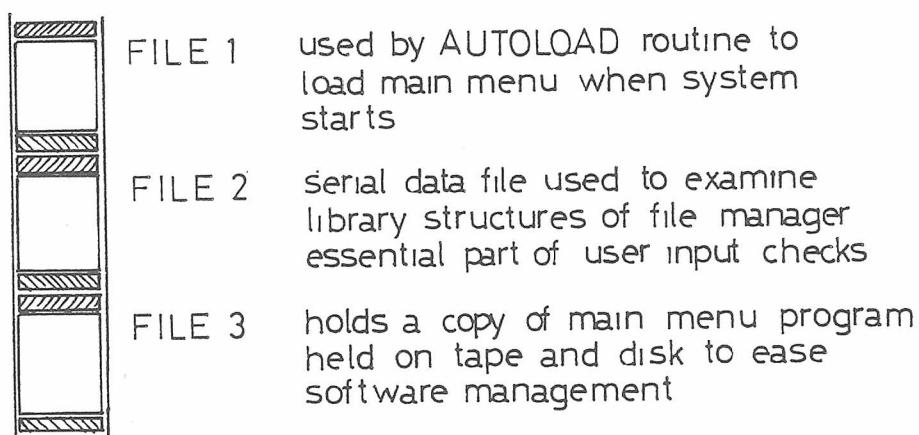 FILE 1 used by AUTOLOAD routine to
load main menu when system
starts
FILE 2 serial data file used to examine
library structures of file manager
essential part of user input checks
FILE 3 holds a copy of main menu program
held on tape and disk to ease
software management